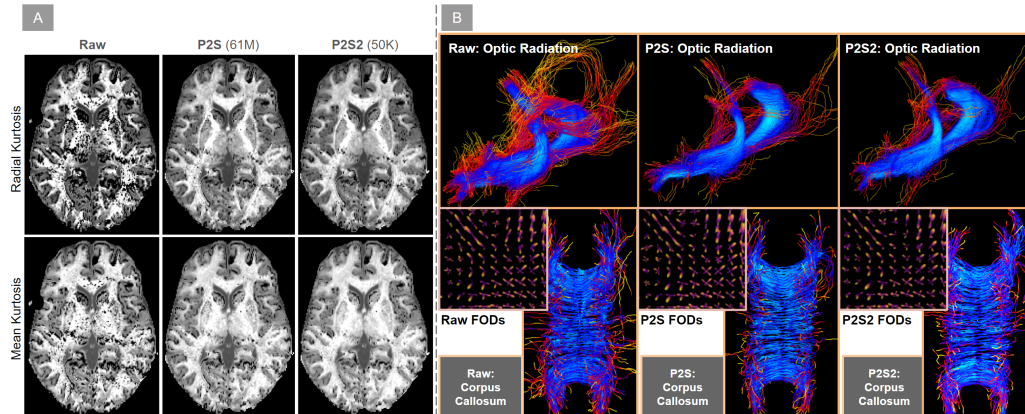 A
B
Raw
P2S (61M)
P2S2 (50K)
Radial Kurtosis
Mean Kurtosis
Raw: Optic Radiation
P2S: Optic Radiation
P2S2: Optic Radiation
Raw FODs
P2S FODs
P2S2 FODs
Raw:
Corpus
Callosum
P2S:
Corpus
Callosum
P2S2:
Corpus
Callosum